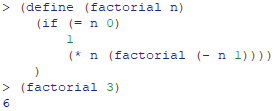 > (define (factorial n)
    (if (= n 0)
        1
        (* n (factorial (- n 1))))
    )
> (factorial 3)
6